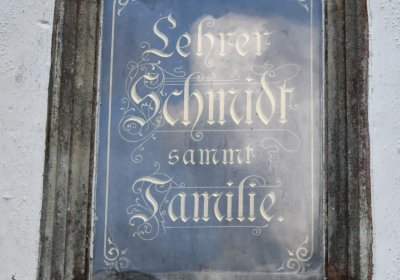 Lehrer
Schmidt
sammt
Familie.